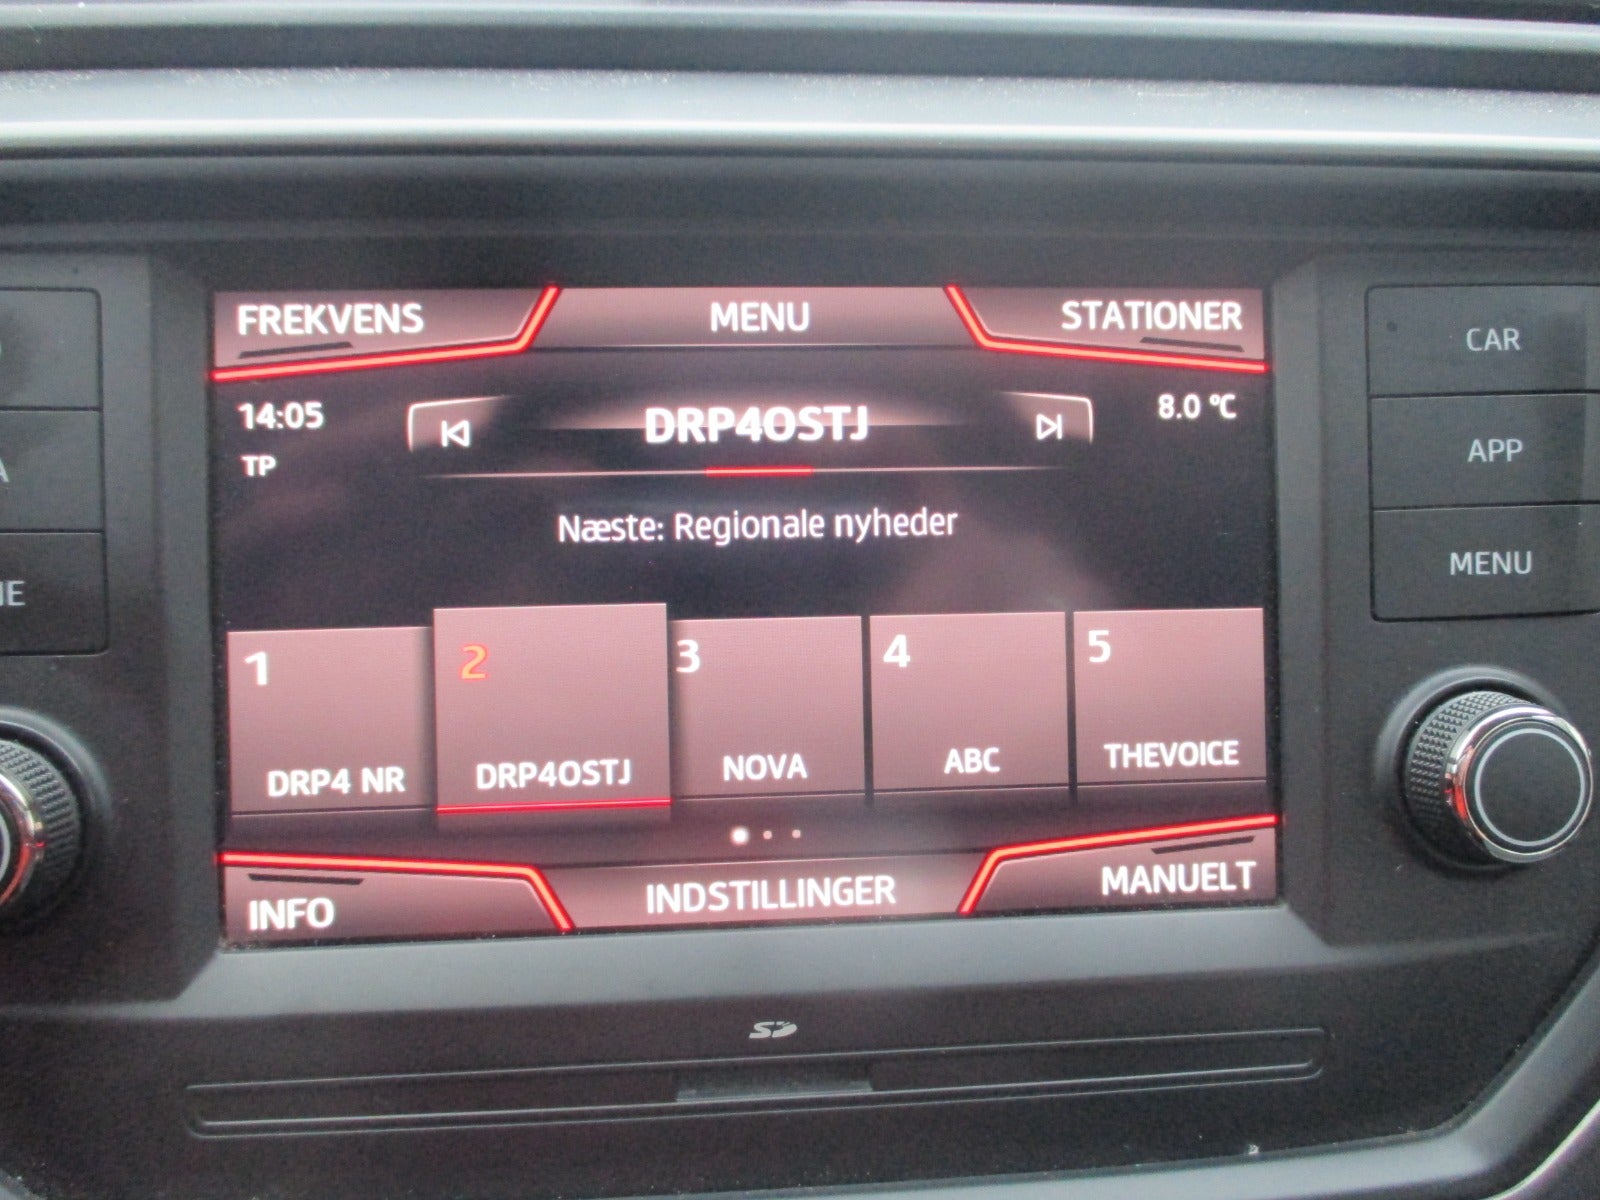 FREKVENS MENU STATIONER
14:05 DRP4OSTJ 8.0 °C
TP
Næste: Regionale nyheder
1 2 3 4 5
DRP4 NR DRP4OSTJ NOVA ABC THEVOICE
INFO INDSTILLINGER MANUELT
CAR
APP
MENU
SD